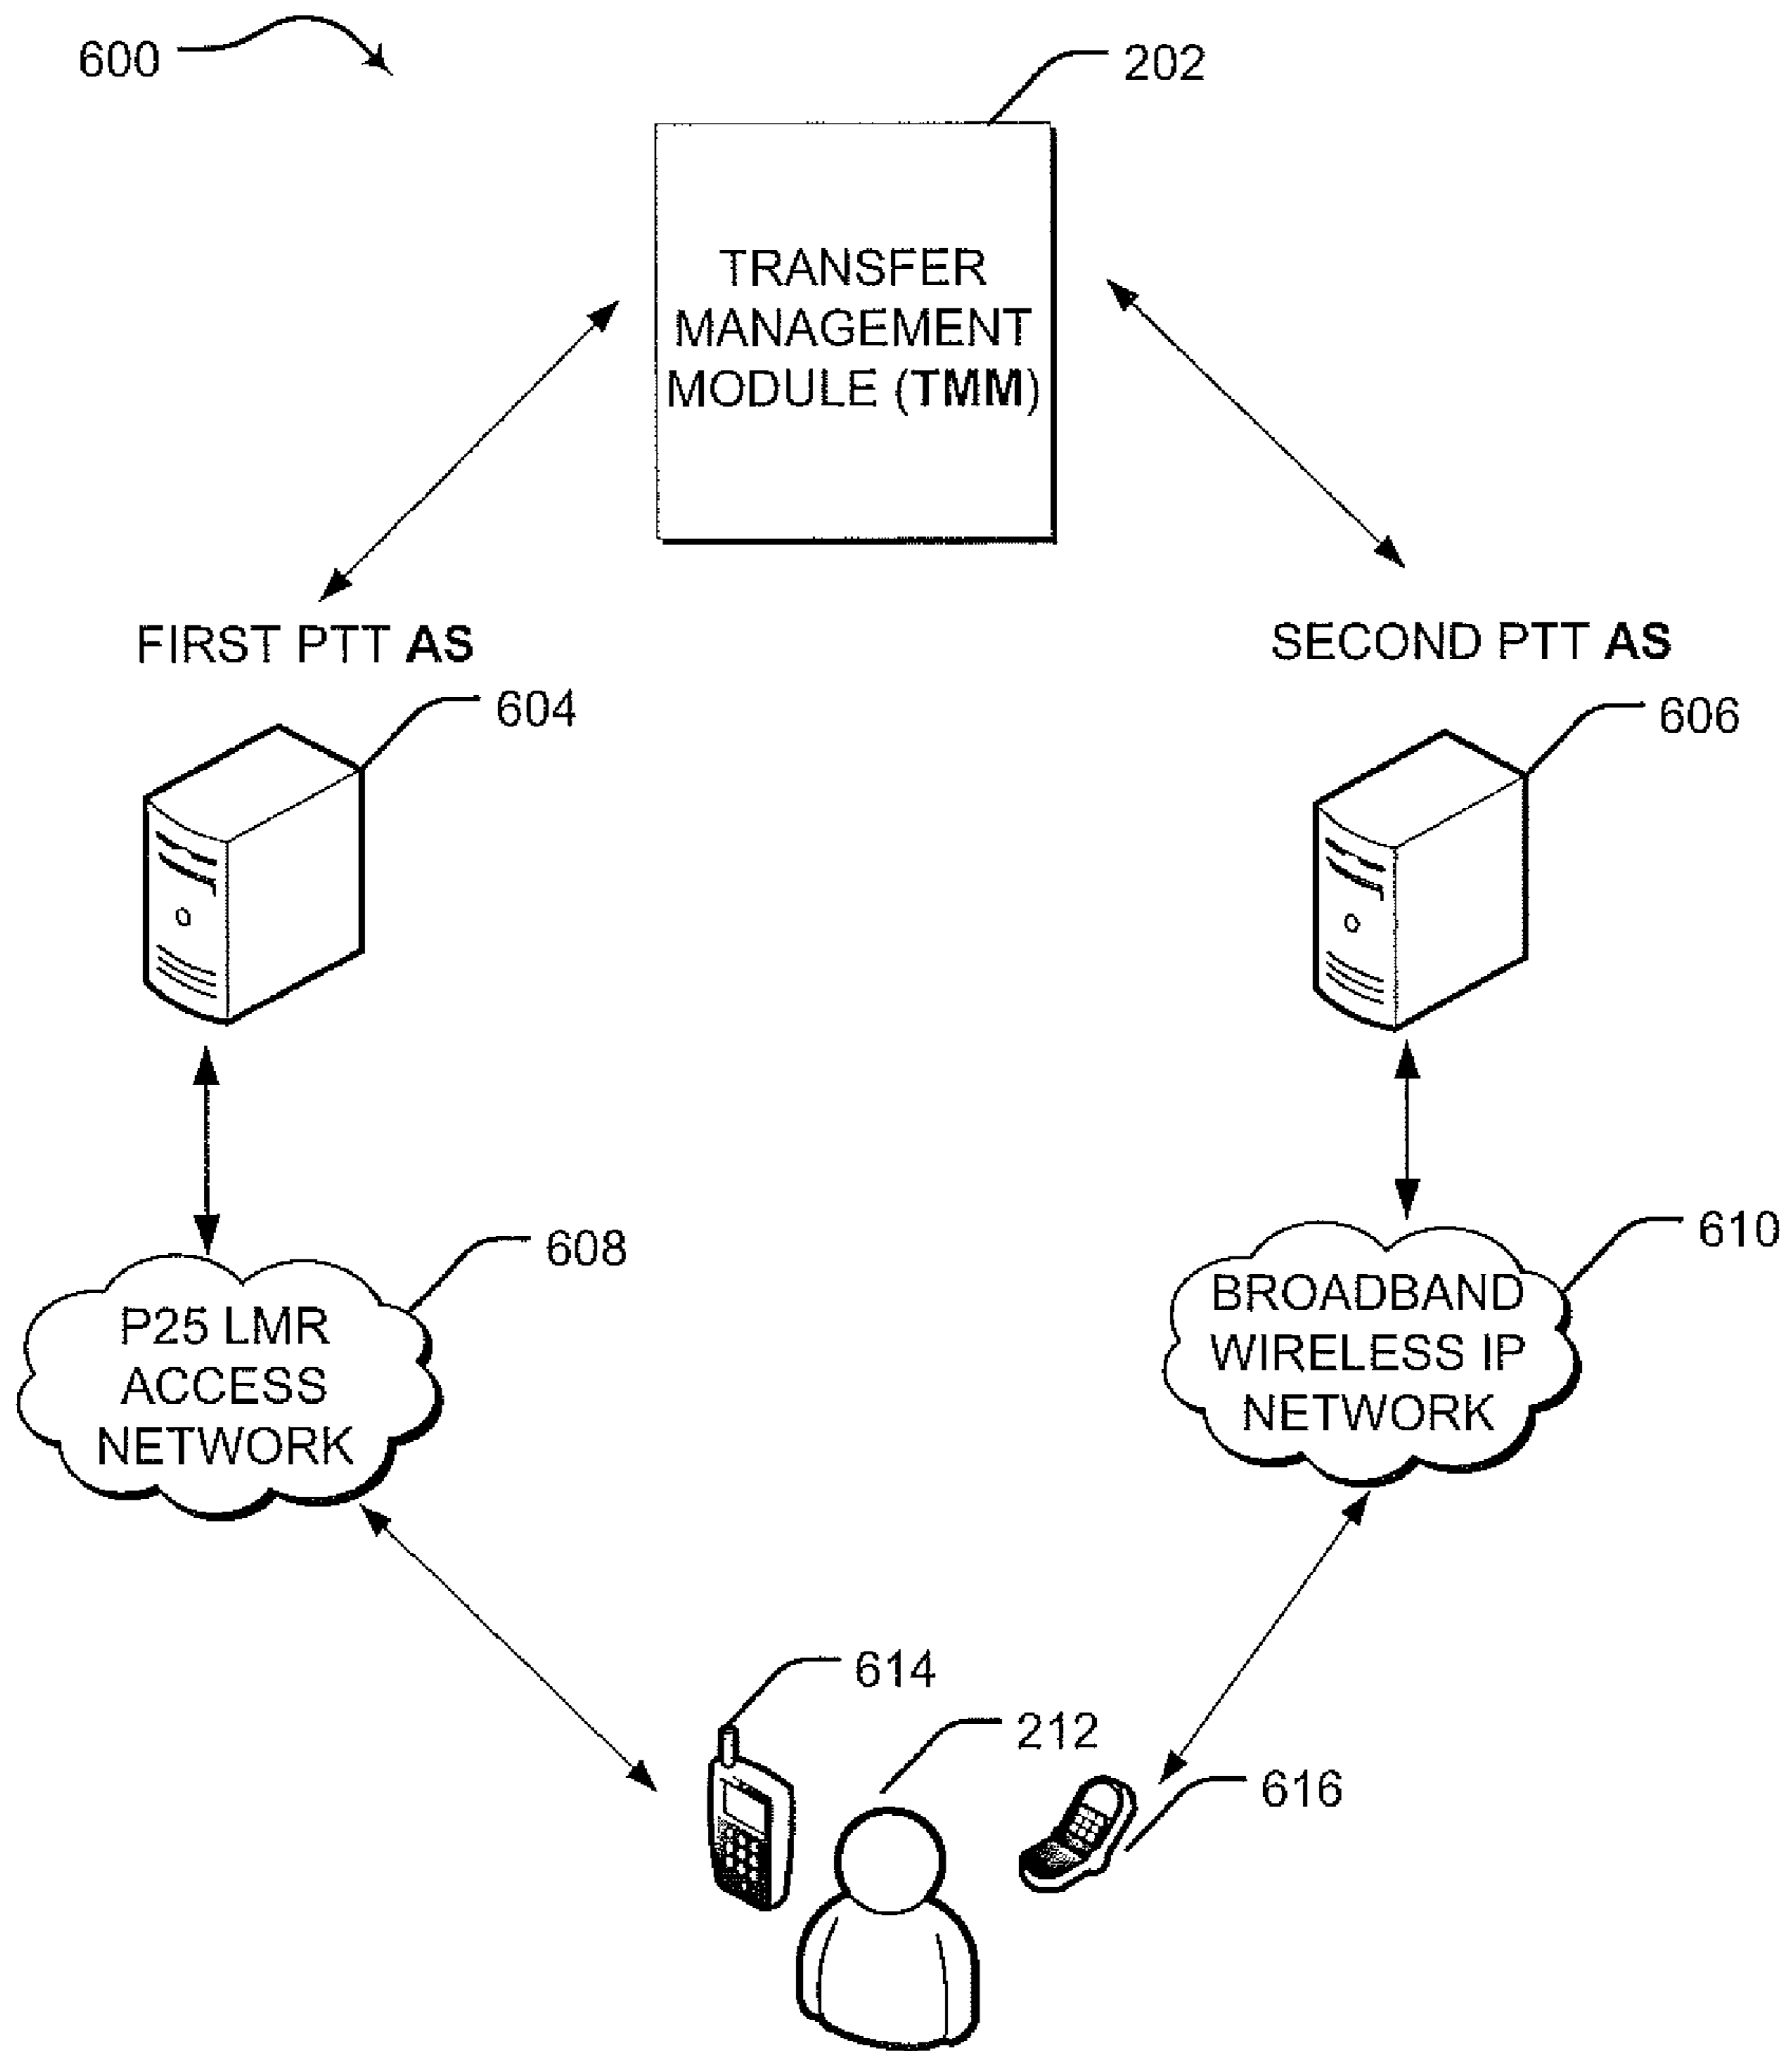 600
202
TRANSFER
MANAGEMENT
MODULE (TMM)
FIRST PTT AS
SECOND PTT AS
604
606
608
610
P25 LMR
ACCESS
NETWORK
BROADBAND
WIRELESS IP
NETWORK
614
212
616